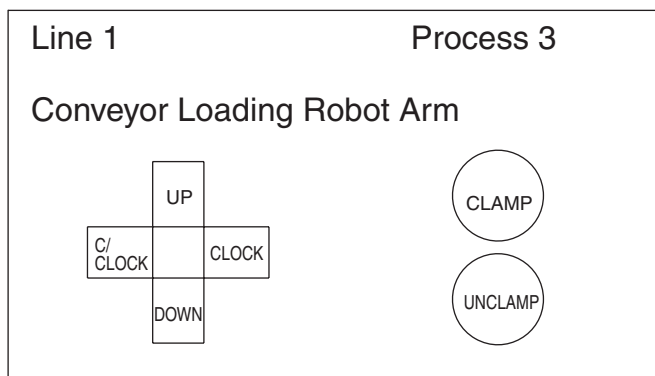 Line 1 Process 3
Conveyor Loading Robot Arm
UP
CLAMP
C/
CLOCK
CLOCK
DOWN
UNCLAMP